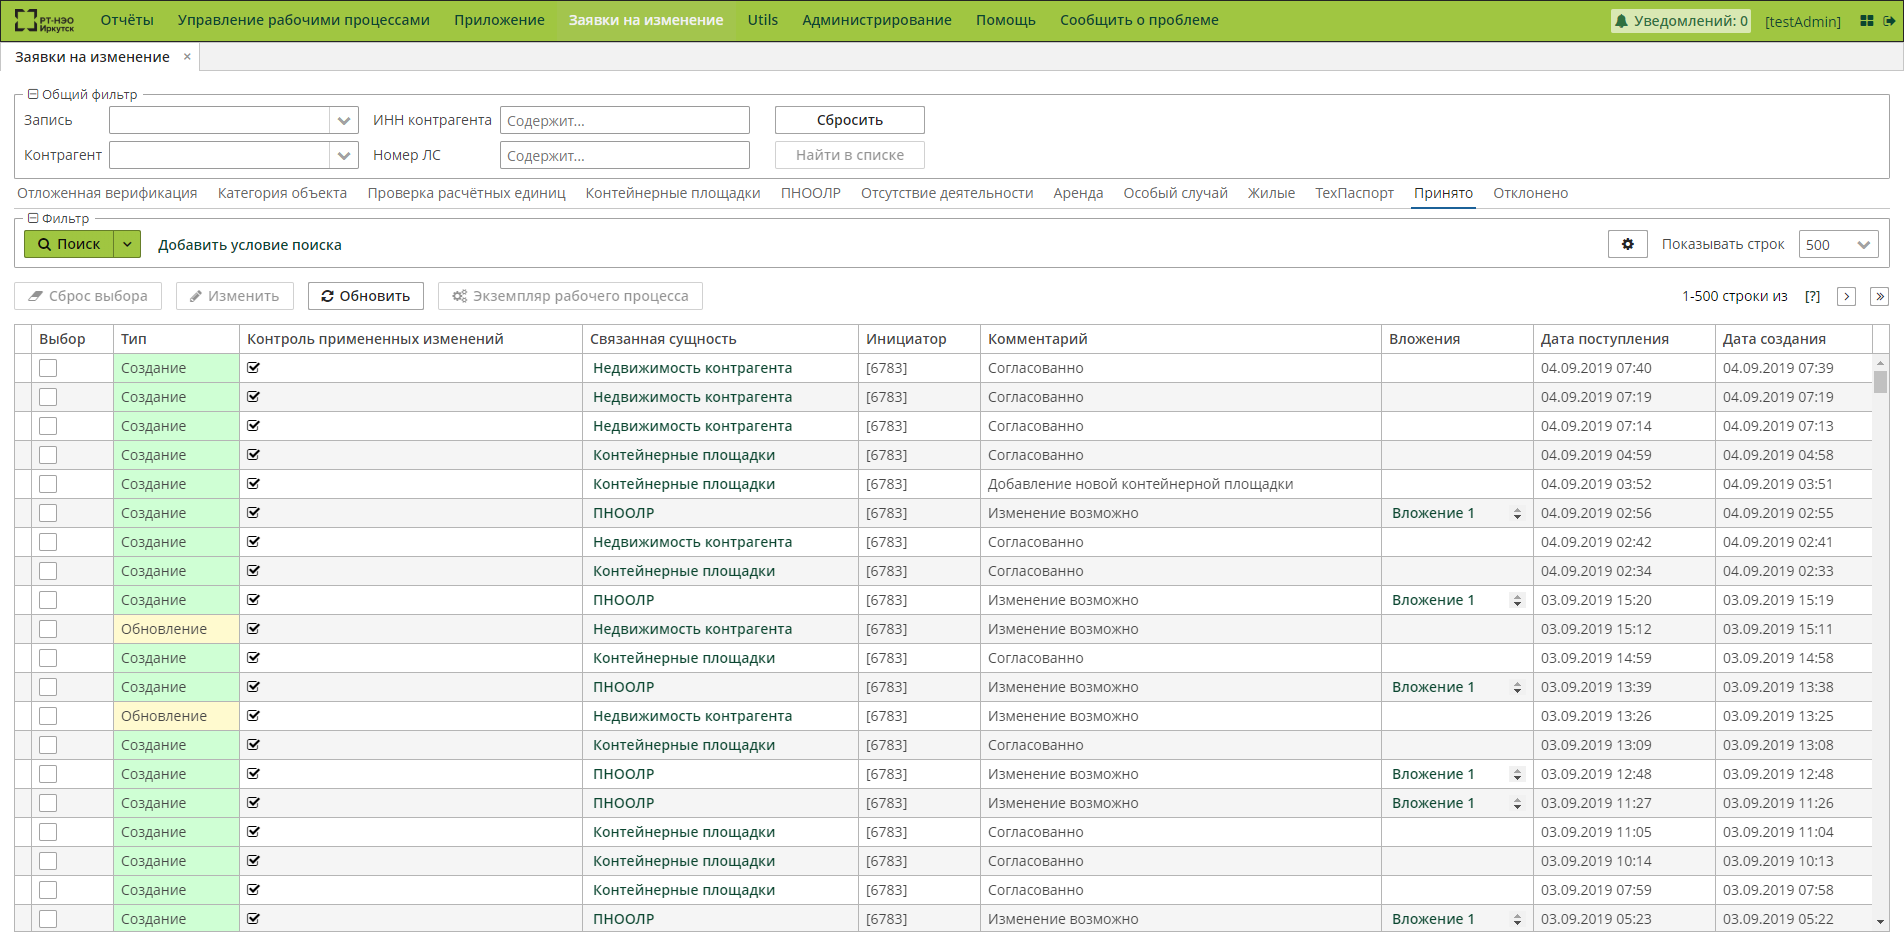 РТ-НЭО Иркутск Отчёты Управление рабочими процессами Приложение Заявки на изменение Utils Администрирование Помощь Сообщить о проблеме Уведомлений: 0 [testAdmin]
Заявки на изменение ×
Общий фильтр
Запись ИНН контрагента Содержит... Сбросить
Контрагент Номер ЛС Содержит... Найти в списке
Отложенная верификация Категория объекта Проверка расчётных единиц Контейнерные площадки ПНООЛР Отсутствие деятельности Аренда Особый случай Жилые ТехПаспорт Принято Отклонено
Фильтр
Поиск Добавить условие поиска Показывать строк 500
Сброс выбора Изменить Обновить Экземпляр рабочего процесса 1-500 строки из [?]
Выбор Тип Контроль примененных изменений Связанная сущность Инициатор Комментарий Вложения Дата поступления Дата создания
Создание Недвижимость контрагента [6783] Согласованно 04.09.2019 07:40 04.09.2019 07:39
Создание Недвижимость контрагента [6783] Согласованно 04.09.2019 07:19 04.09.2019 07:19
Создание Недвижимость контрагента [6783] Согласованно 04.09.2019 07:14 04.09.2019 07:13
Создание Контейнерные площадки [6783] Согласованно 04.09.2019 04:59 04.09.2019 04:58
Создание Контейнерные площадки [6783] Добавление новой контейнерной площадки 04.09.2019 03:52 04.09.2019 03:51
Создание ПНООЛР [6783] Изменение возможно Вложение 1 04.09.2019 02:56 04.09.2019 02:55
Создание Недвижимость контрагента [6783] Согласованно 04.09.2019 02:42 04.09.2019 02:41
Создание Контейнерные площадки [6783] Согласованно 04.09.2019 02:34 04.09.2019 02:33
Создание ПНООЛР [6783] Изменение возможно Вложение 1 03.09.2019 15:20 03.09.2019 15:19
Обновление Недвижимость контрагента [6783] Изменение возможно 03.09.2019 15:12 03.09.2019 15:11
Создание Контейнерные площадки [6783] Согласованно 03.09.2019 14:59 03.09.2019 14:58
Создание ПНООЛР [6783] Изменение возможно Вложение 1 03.09.2019 13:39 03.09.2019 13:38
Обновление Недвижимость контрагента [6783] Изменение возможно 03.09.2019 13:26 03.09.2019 13:25
Создание Контейнерные площадки [6783] Согласованно 03.09.2019 13:09 03.09.2019 13:08
Создание ПНООЛР [6783] Изменение возможно Вложение 1 03.09.2019 12:48 03.09.2019 12:48
Создание ПНООЛР [6783] Изменение возможно Вложение 1 03.09.2019 11:27 03.09.2019 11:26
Создание Контейнерные площадки [6783] Согласованно 03.09.2019 11:05 03.09.2019 11:04
Создание Контейнерные площадки [6783] Согласованно 03.09.2019 10:14 03.09.2019 10:13
Создание Контейнерные площадки [6783] Согласованно 03.09.2019 07:59 03.09.2019 07:58
Создание ПНООЛР [6783] Изменение возможно Вложение 1 03.09.2019 05:23 03.09.2019 05:22